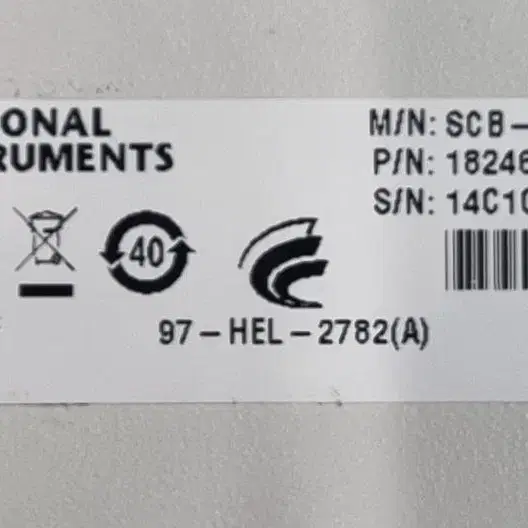 ONAL
RUMENTS
M/N: SCB–
P/N: 18246
S/N: 14C10
40
97–HEL–2782(A)